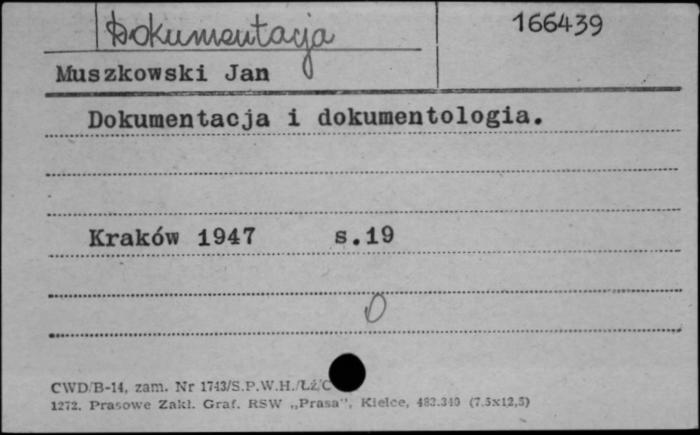 Dokumentacja
166439
Muszkowski Jan
Dokumentacja i dokumentologia.
Kraków 1947 s.19
CWD/B-14, zam. Nr 1743/S.P.W.H./Łź/C
1272. Prasowe Zakł. Graf. RSW „Prasa”, Kielce, 483.340 (7,5x12,5)